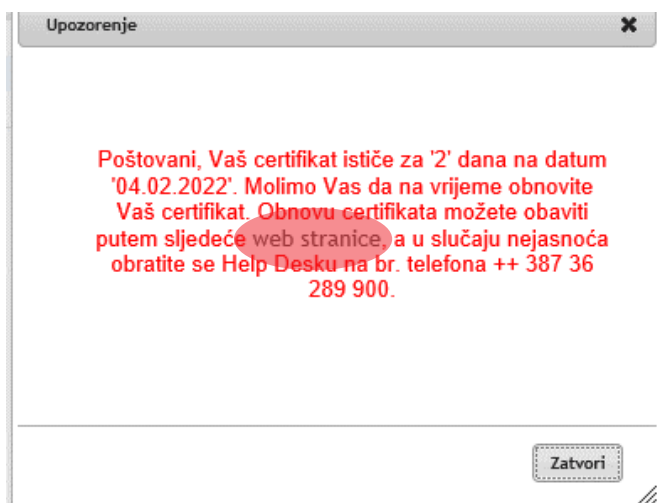 Upozorenje
Poštovani, Vaš certifikat ističe za '2' dana na datum
'04.02.2022'. Molimo Vas da na vrijeme obnovite
Vaš certifikat. Obnovu certifikata možete obaviti
putem sljedeće web stranice, a u slučaju nejasnoća
obratite se Help Desku na br. telefona ++ 387 36
289 900.
Zatvori